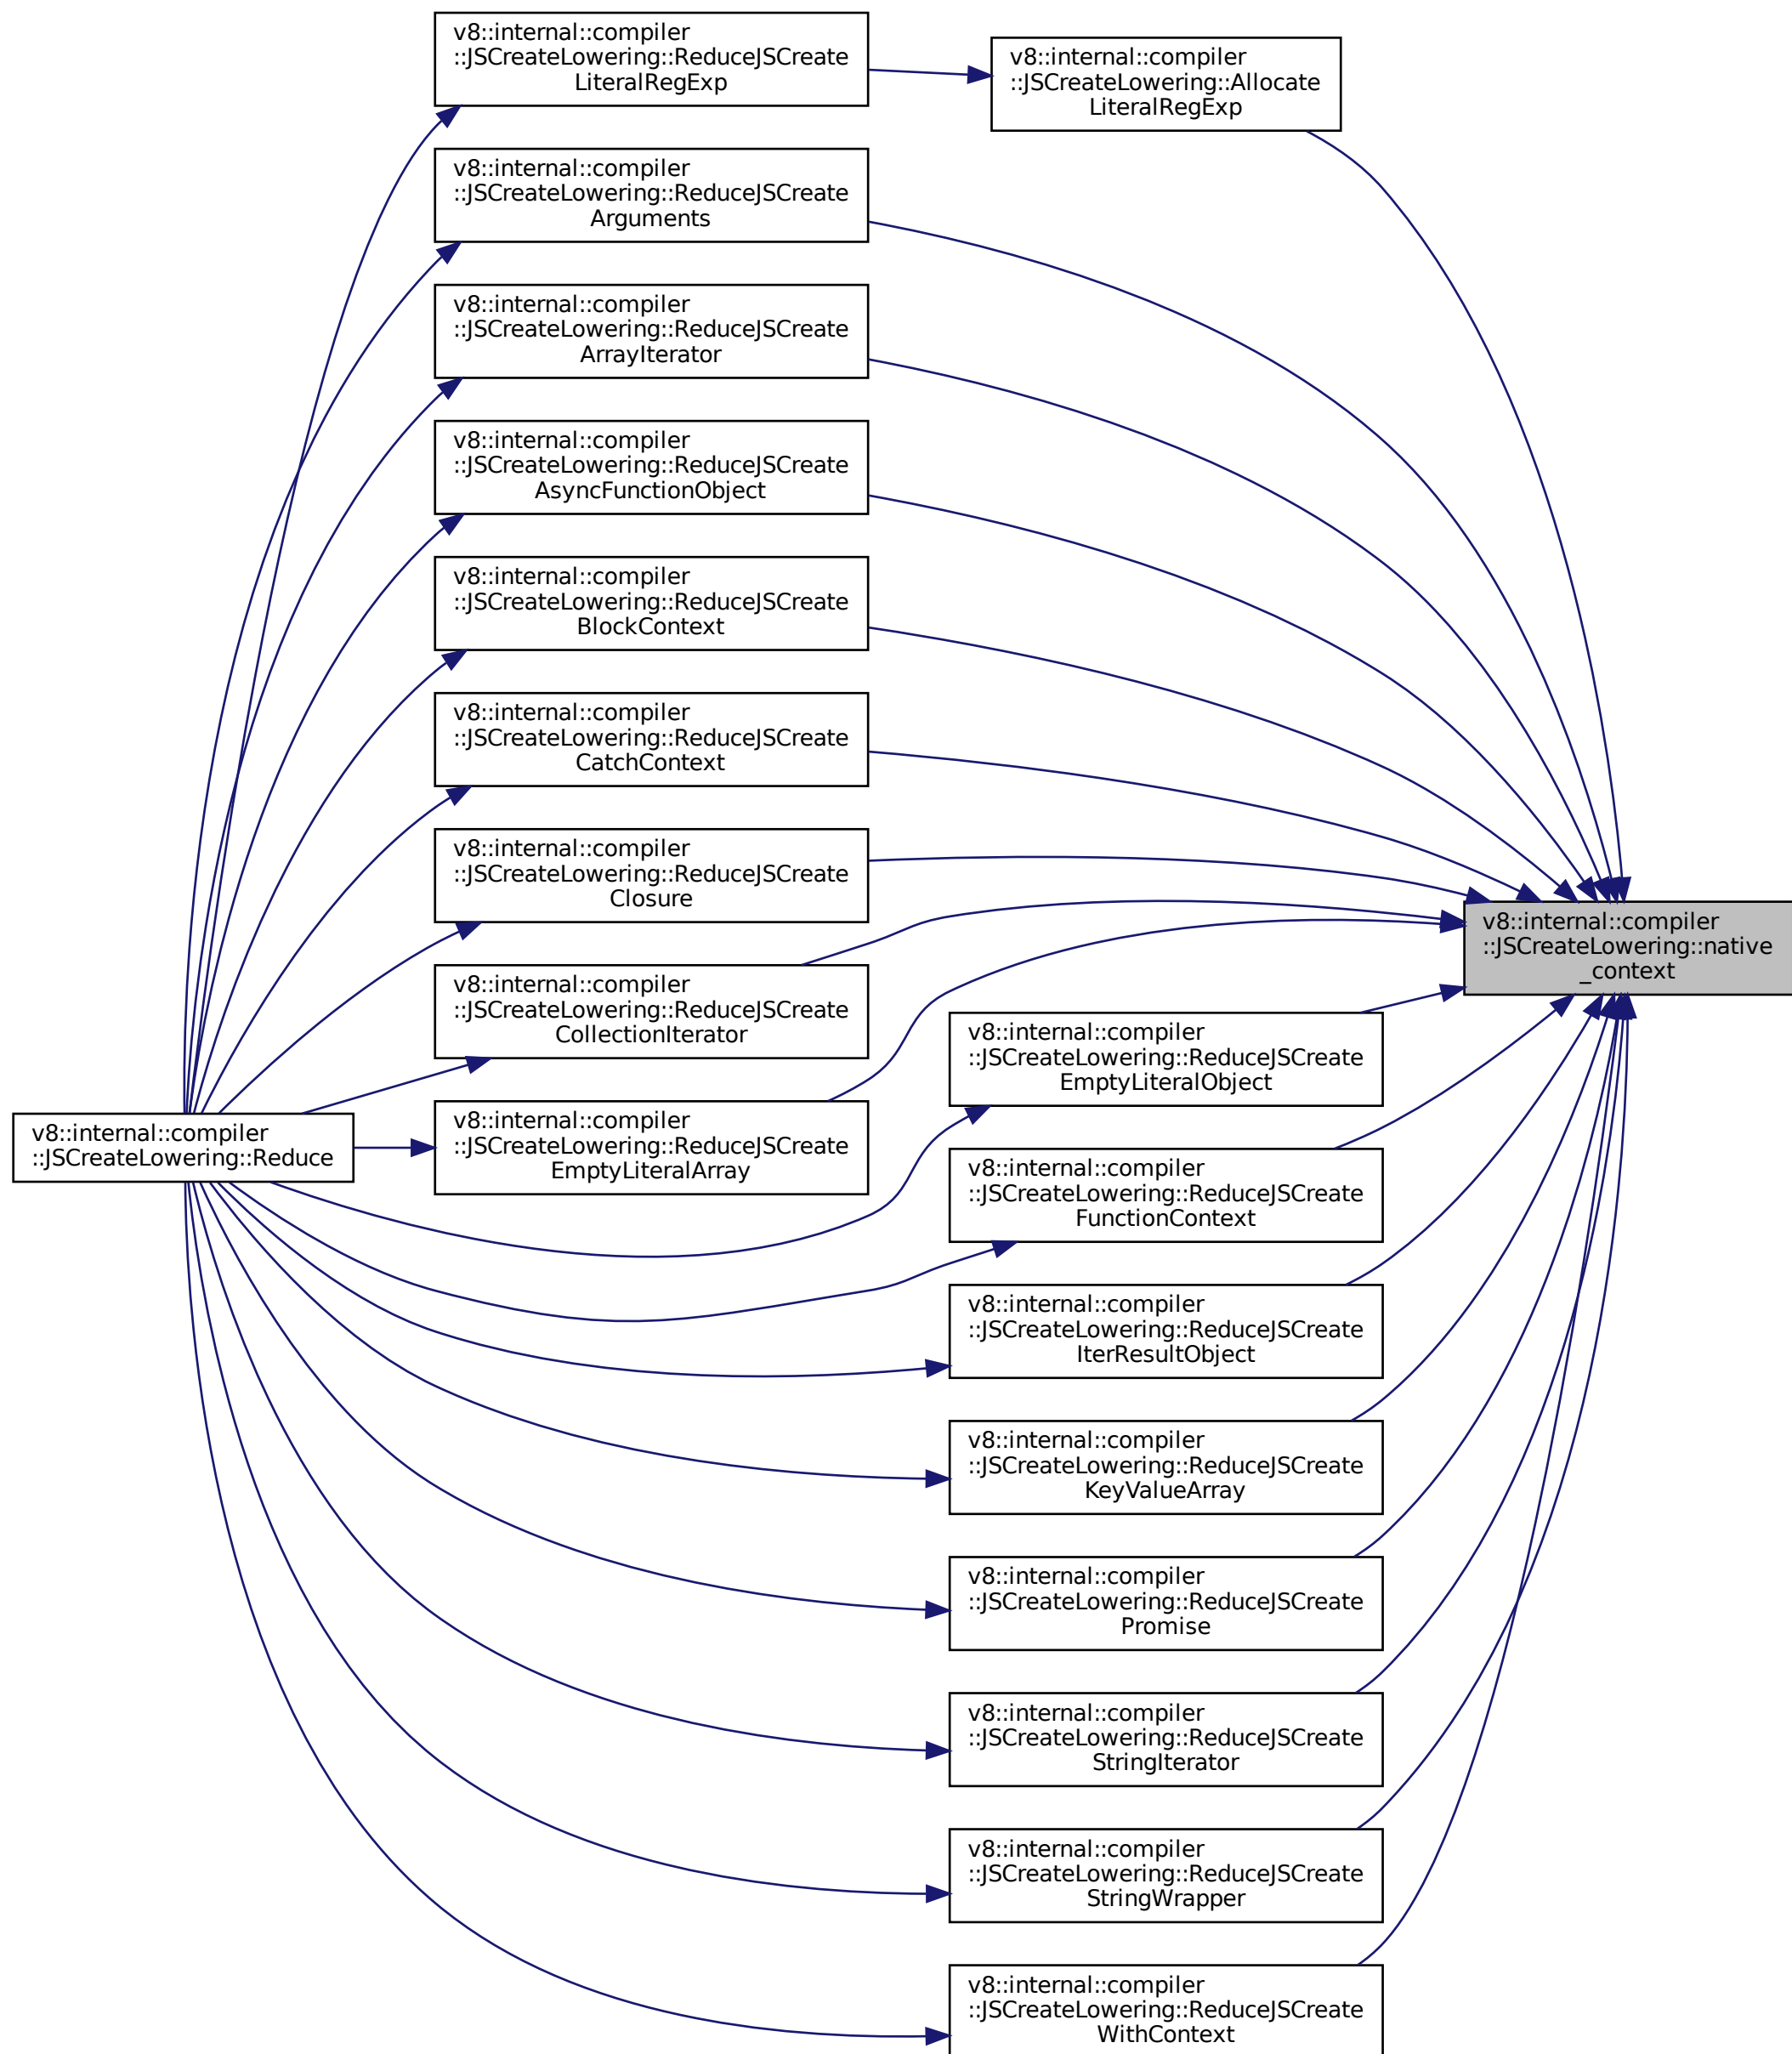 v8::internal::compiler
::JSCreateLowering::ReduceJSCreate
LiteralRegExp
v8::internal::compiler
::JSCreateLowering::Allocate
LiteralRegExp
v8::internal::compiler
::JSCreateLowering::ReduceJSCreate
Arguments
v8::internal::compiler
::JSCreateLowering::ReduceJSCreate
ArrayIterator
v8::internal::compiler
::JSCreateLowering::ReduceJSCreate
AsyncFunctionObject
v8::internal::compiler
::JSCreateLowering::ReduceJSCreate
BlockContext
v8::internal::compiler
::JSCreateLowering::ReduceJSCreate
CatchContext
v8::internal::compiler
::JSCreateLowering::ReduceJSCreate
Closure
v8::internal::compiler
::JSCreateLowering::native
_context
v8::internal::compiler
::JSCreateLowering::ReduceJSCreate
CollectionIterator
v8::internal::compiler
::JSCreateLowering::ReduceJSCreate
EmptyLiteralObject
v8::internal::compiler
::JSCreateLowering::Reduce
v8::internal::compiler
::JSCreateLowering::ReduceJSCreate
EmptyLiteralArray
v8::internal::compiler
::JSCreateLowering::ReduceJSCreate
FunctionContext
v8::internal::compiler
::JSCreateLowering::ReduceJSCreate
IterResultObject
v8::internal::compiler
::JSCreateLowering::ReduceJSCreate
KeyValueArray
v8::internal::compiler
::JSCreateLowering::ReduceJSCreate
Promise
v8::internal::compiler
::JSCreateLowering::ReduceJSCreate
StringIterator
v8::internal::compiler
::JSCreateLowering::ReduceJSCreate
StringWrapper
v8::internal::compiler
::JSCreateLowering::ReduceJSCreate
WithContext